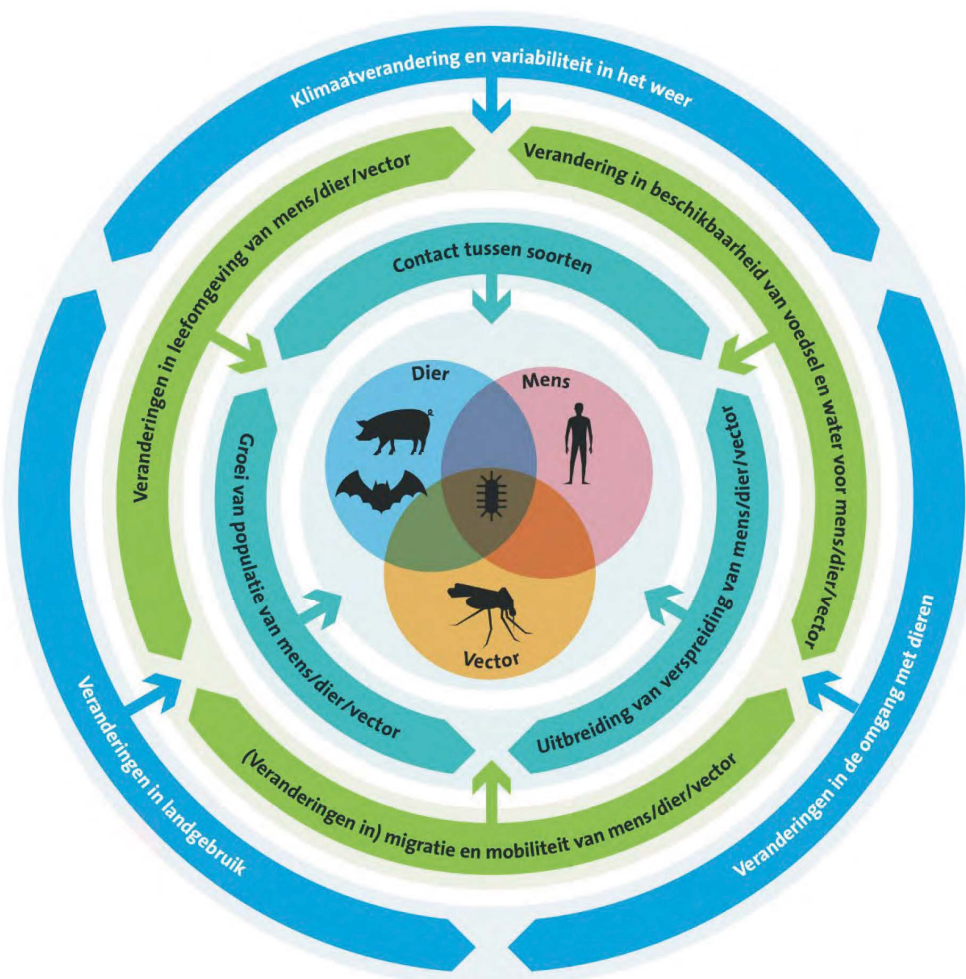 Klimaatverandering en variabiliteit in het weer
Veranderingen in leefomgeving van mens/dier/vector
Verandering in beschikbaarheid van voedsel en water voor mens/dier/vector
Contact tussen soorten
Dier
Mens
Vector
Groei van populatie van mens/dier/vector
Uitbreiding van verspreiding van mens/dier/vector
(Veranderingen in) migratie en mobiliteit van mens/dier/vector
Veranderingen in landgebruik
Veranderingen in de omgang met dieren